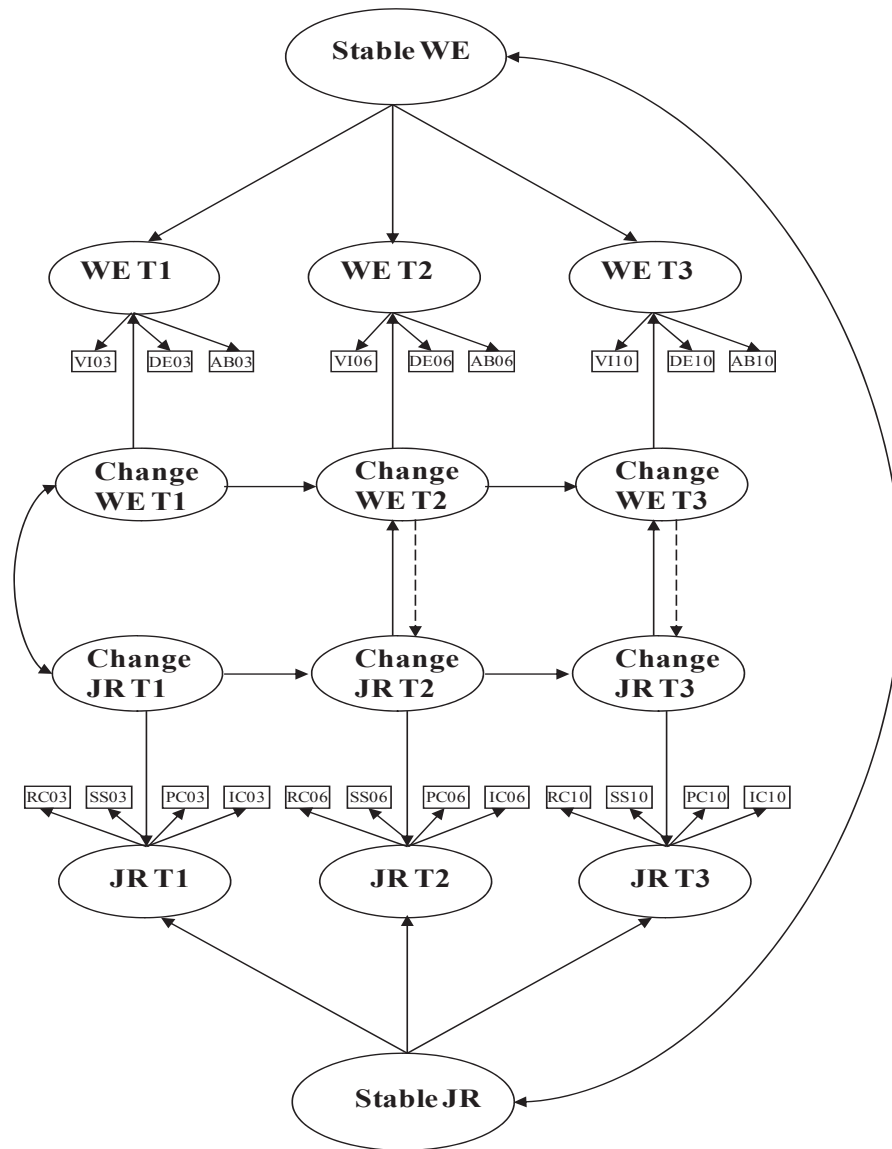 Stable WE
WE T1
WE T2
WE T3
VI03
DE03
AB03
VI06
DE06
AB06
VI10
DE10
AB10
Change
WE T1
Change
WE T2
Change
WE T3
Change
JR T1
Change
JR T2
Change
JR T3
RC03
SS03
PC03
IC03
RC06
SS06
PC06
IC06
RC10
SS10
PC10
IC10
JR T1
JR T2
JR T3
Stable JR